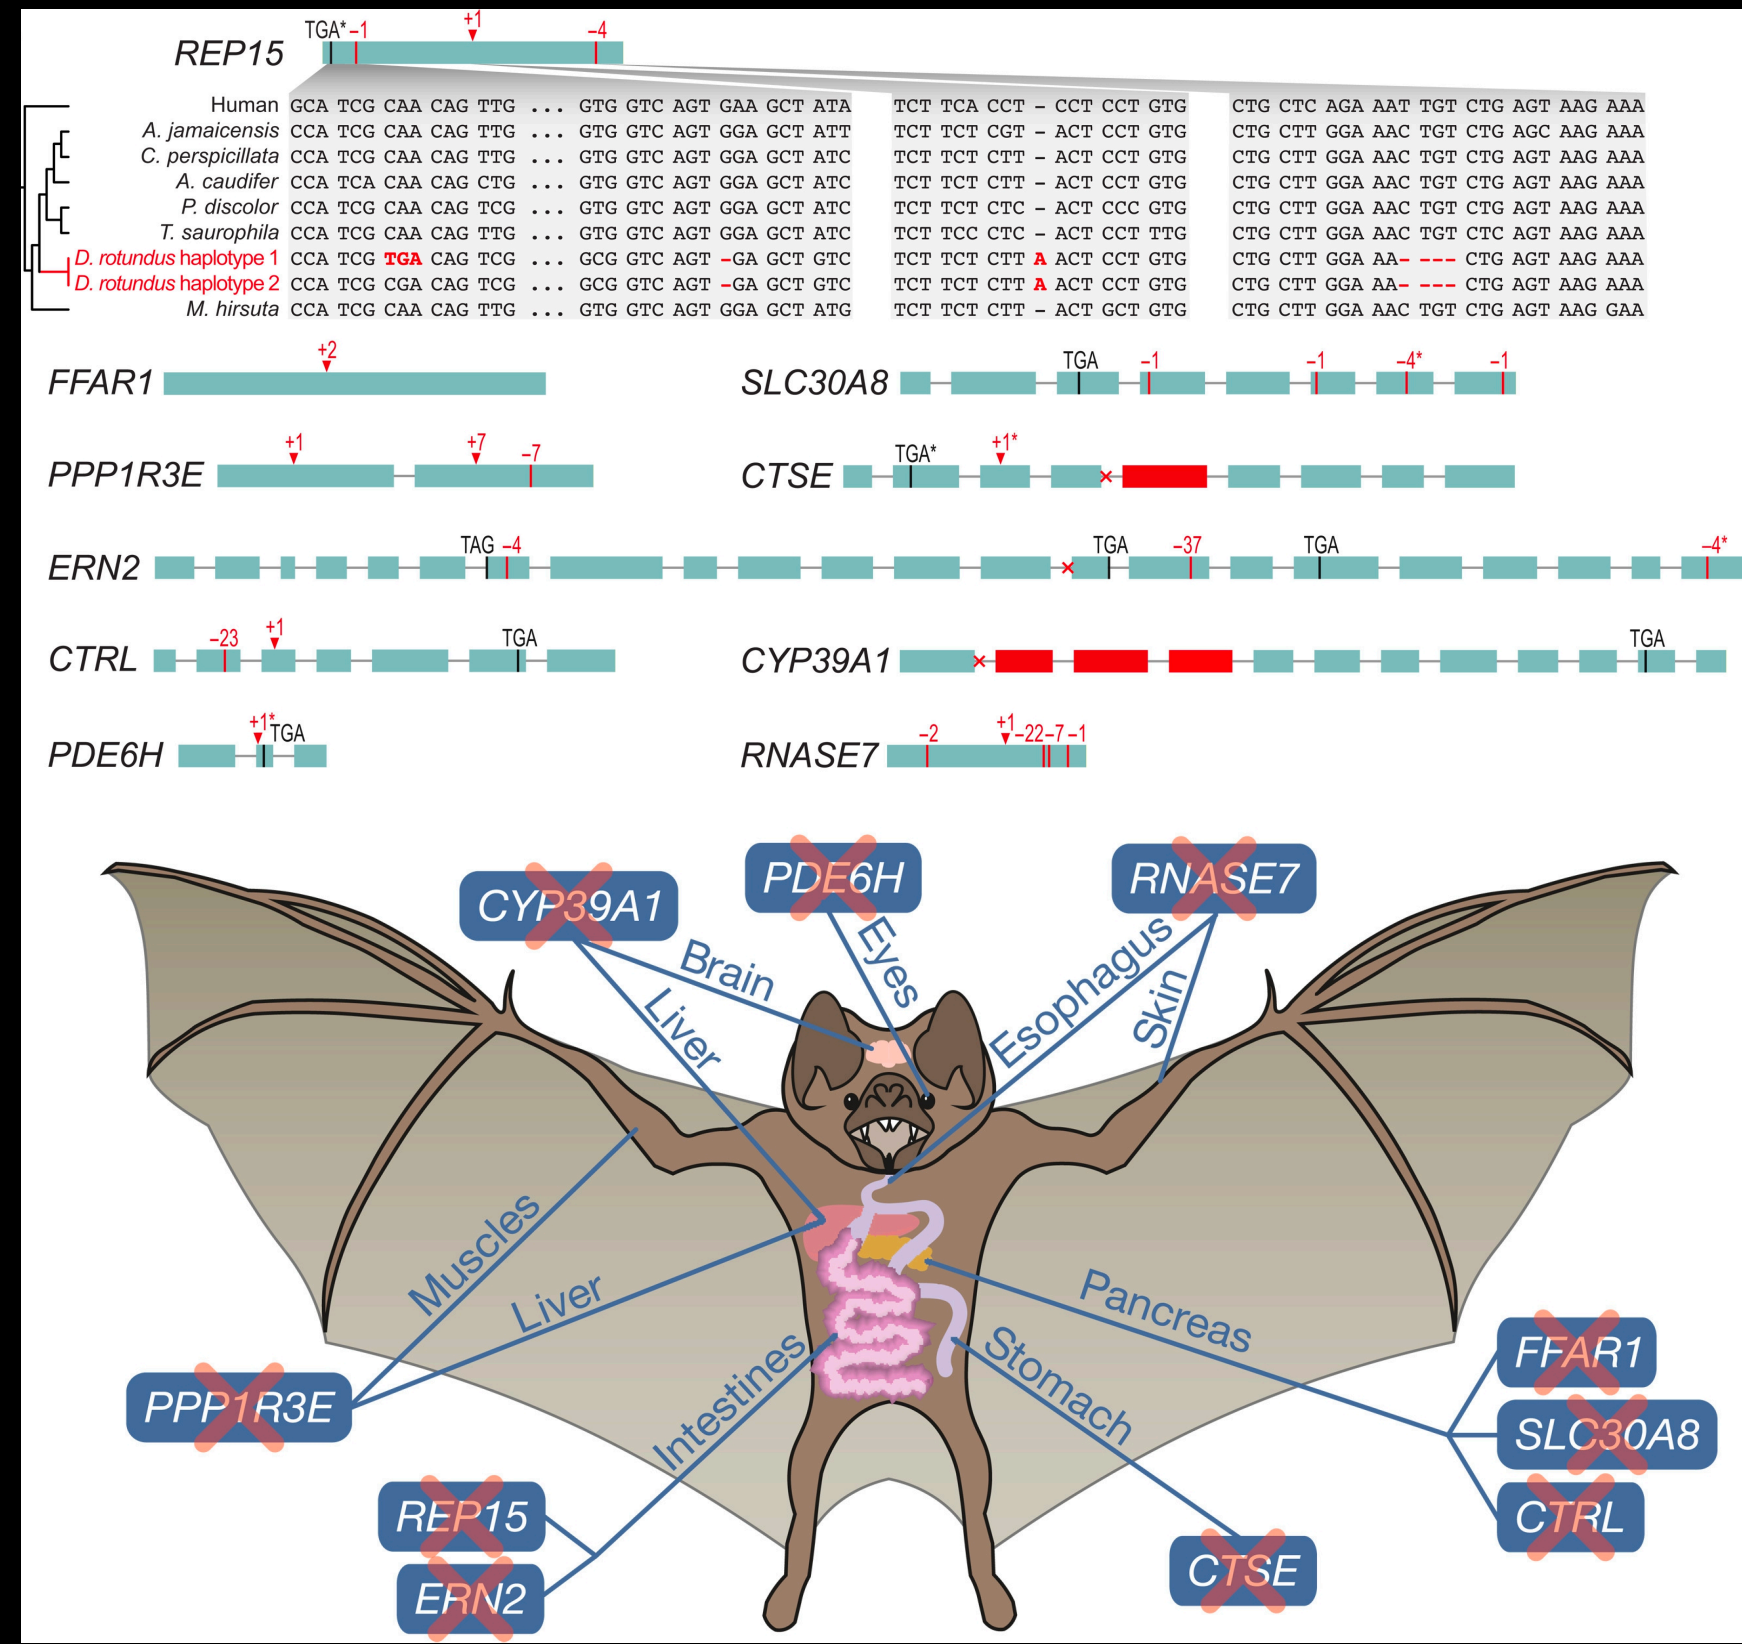 TGA* –1 +1 –4
REP15
Human GCA TCG CAA CAG TTG ... GTG GTC AGT GAA GCT ATA TCT TCA CCT – CCT CCT GTG CTG CTC AGA AAT TGT CTG AGT AAG AAA
A. jamaicensis CCA TCG CAA CAG TTG ... GTG GTC AGT GGA GCT ATT TCT TCT CGT – ACT CCT GTG CTG CTT GGA AAC TGT CTG AGC AAG AAA
C. perspicillata CCA TCG CAA CAG TTG ... GTG GTC AGT GGA GCT ATC TCT TCT CTT – ACT CCT GTG CTG CTT GGA AAC TGT CTG AGT AAG AAA
A. caudifer CCA TCA CAA CAG CTG ... GTG GTC AGT GGA GCT ATC TCT TCT CTT – ACT CCT GTG CTG CTT GGA AAC TGT CTG AGT AAG AAA
P. discolor CCA TCG CAA CAG TCG ... GTG GTC AGT GGA GCT ATC TCT TCT CTC – ACT CCC GTG CTG CTT GGA AAC TGT CTG AGT AAG AAA
T. saurophila CCA TCG CAA CAG TTG ... GTG GTC AGT GGA GCT ATC TCT TCC CTC – ACT CCT TTG CTG CTT GGA AAC TGT CTC AGT AAG AAA
D. rotundus haplotype 1 CCA TCG TGA CAG TCG ... GCG GTC AGT –GA GCT GTC TCT TCT CTT A ACT CCT GTG CTG CTT GGA AA– ––– CTG AGT AAG AAA
D. rotundus haplotype 2 CCA TCG CGA CAG TCG ... GCG GTC AGT –GA GCT GTC TCT TCT CTT A ACT CCT GTG CTG CTT GGA AA– ––– CTG AGT AAG AAA
M. hirsuta CCA TCG CAA CAG TTG ... GTG GTC AGT GGA GCT ATG TCT TCT CTT – ACT GCT GTG CTG CTT GGA AAC TGT CTG AGT AAG GAA
+2
FFAR1
TGA –1 –1 –4* –1
SLC30A8
+1 +7 –7
PPP1R3E
TGA* +1*
CTSE ×
TAG –4 TGA –37 TGA –4*
ERN2 ×
–23 +1 TGA
CTRL
TGA
CYP39A1 ×
+1* TGA
PDE6H
–2 +1 –22 –7 –1
RNASE7
CYP39A1
PDE6H
RNASE7
Brain
Eyes
Esophagus
Skin
Liver
Muscles
Liver
Pancreas
Intestines
Stomach
PPP1R3E
FFAR1
SLC30A8
CTRL
REP15
ERN2
CTSE